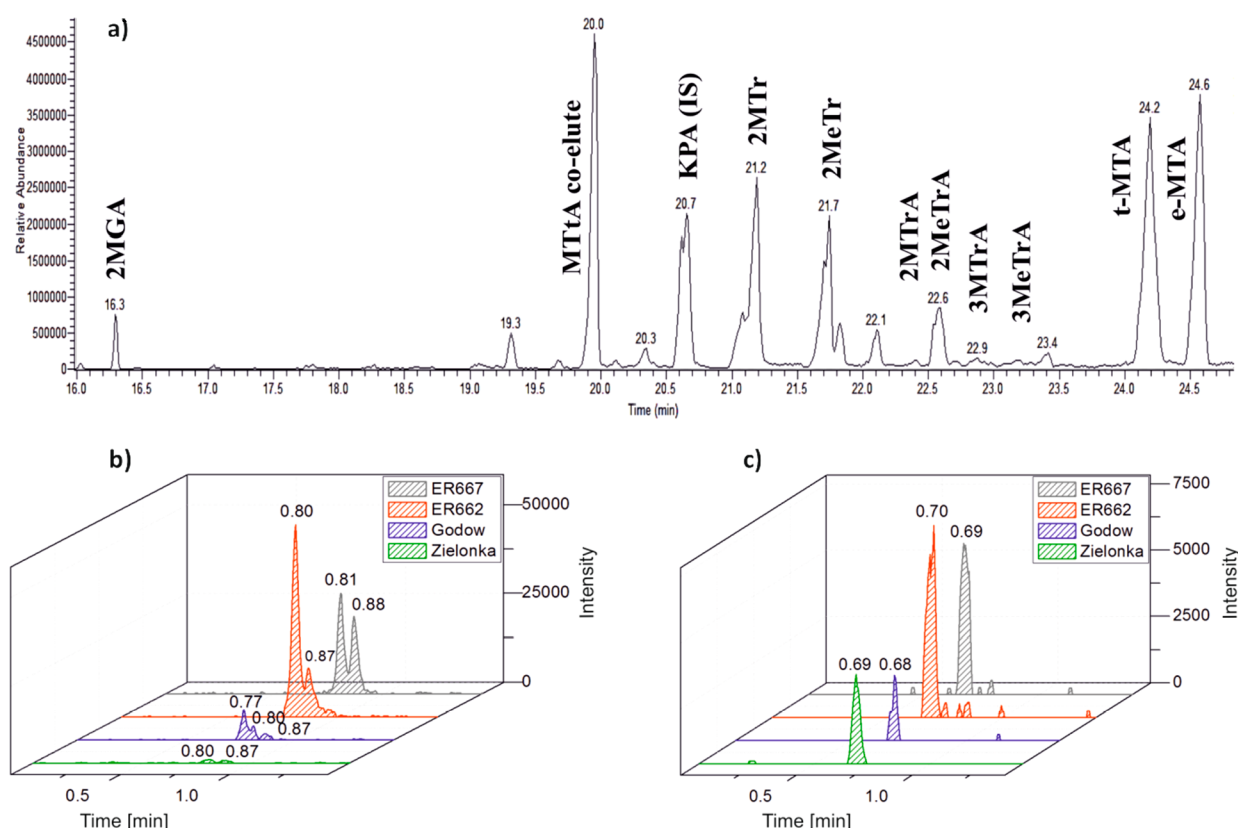 a)
Relative Abundance
4500000
4000000
3500000
3000000
2500000
2000000
1500000
1000000
500000
0
2MGA
16.3
19.3
MTtA co-elute
20.0
20.3
KPA (IS)
20.7
2MTr
21.2
2MeTr
21.7
22.1
2MTrA
2MeTrA
22.6
3MTrA
22.9
3MeTrA
23.4
t-MTA
24.2
e-MTA
24.6
16.0 16.5 17.0 17.5 18.0 18.5 19.0 19.5 20.0 20.5 21.0 21.5 22.0 22.5 23.0 23.5 24.0 24.5
Time (min)
b)
ER667
ER662
Godow
Zielonka
0.80
0.81
0.88
0.87
0.77
0.80
0.87
0.80
0.87
50000
25000
0
Intensity
0.5 1.0
Time [min]
c)
ER667
ER662
Godow
Zielonka
0.70
0.69
0.69
0.68
7500
5000
2500
0
Intensity
0.5 1.0
Time [min]